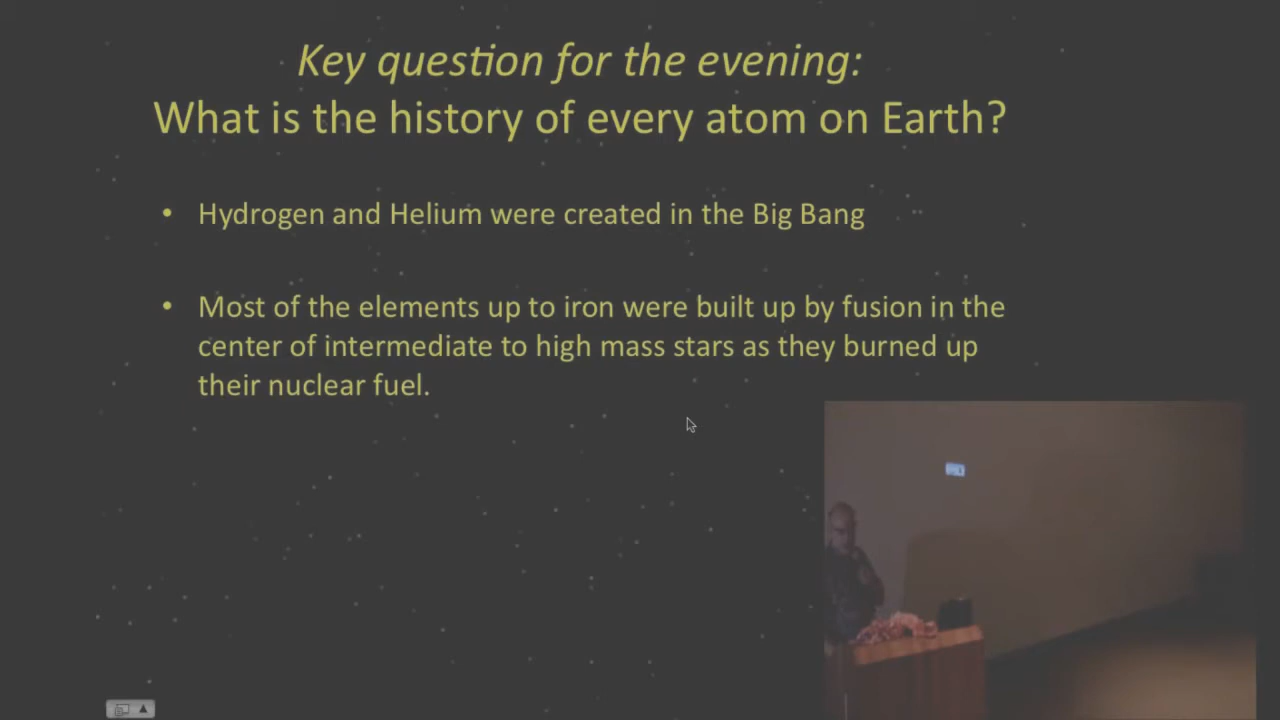 Key question for the evening:
What is the history of every atom on Earth?
• Hydrogen and Helium were created in the Big Bang
• Most of the elements up to iron were built up by fusion in the
center of intermediate to high mass stars as they burned up
their nuclear fuel.